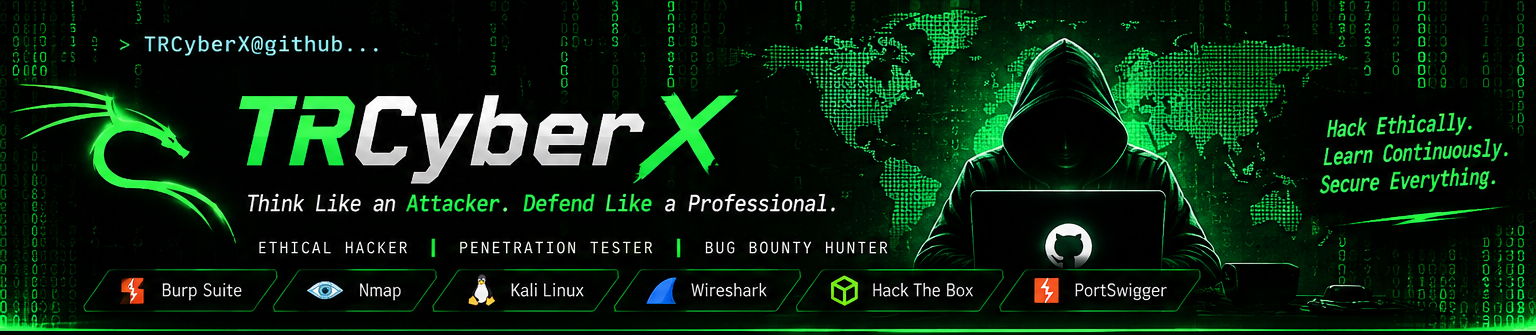 > TRCyberX@github...
TRCyberX
Think Like an Attacker. Defend Like a Professional.
ETHICAL HACKER | PENETRATION TESTER | BUG BOUNTY HUNTER
Burp Suite
Nmap
Kali Linux
Wireshark
Hack The Box
PortSwigger
Hack Ethically.
Learn Continuously.
Secure Everything.